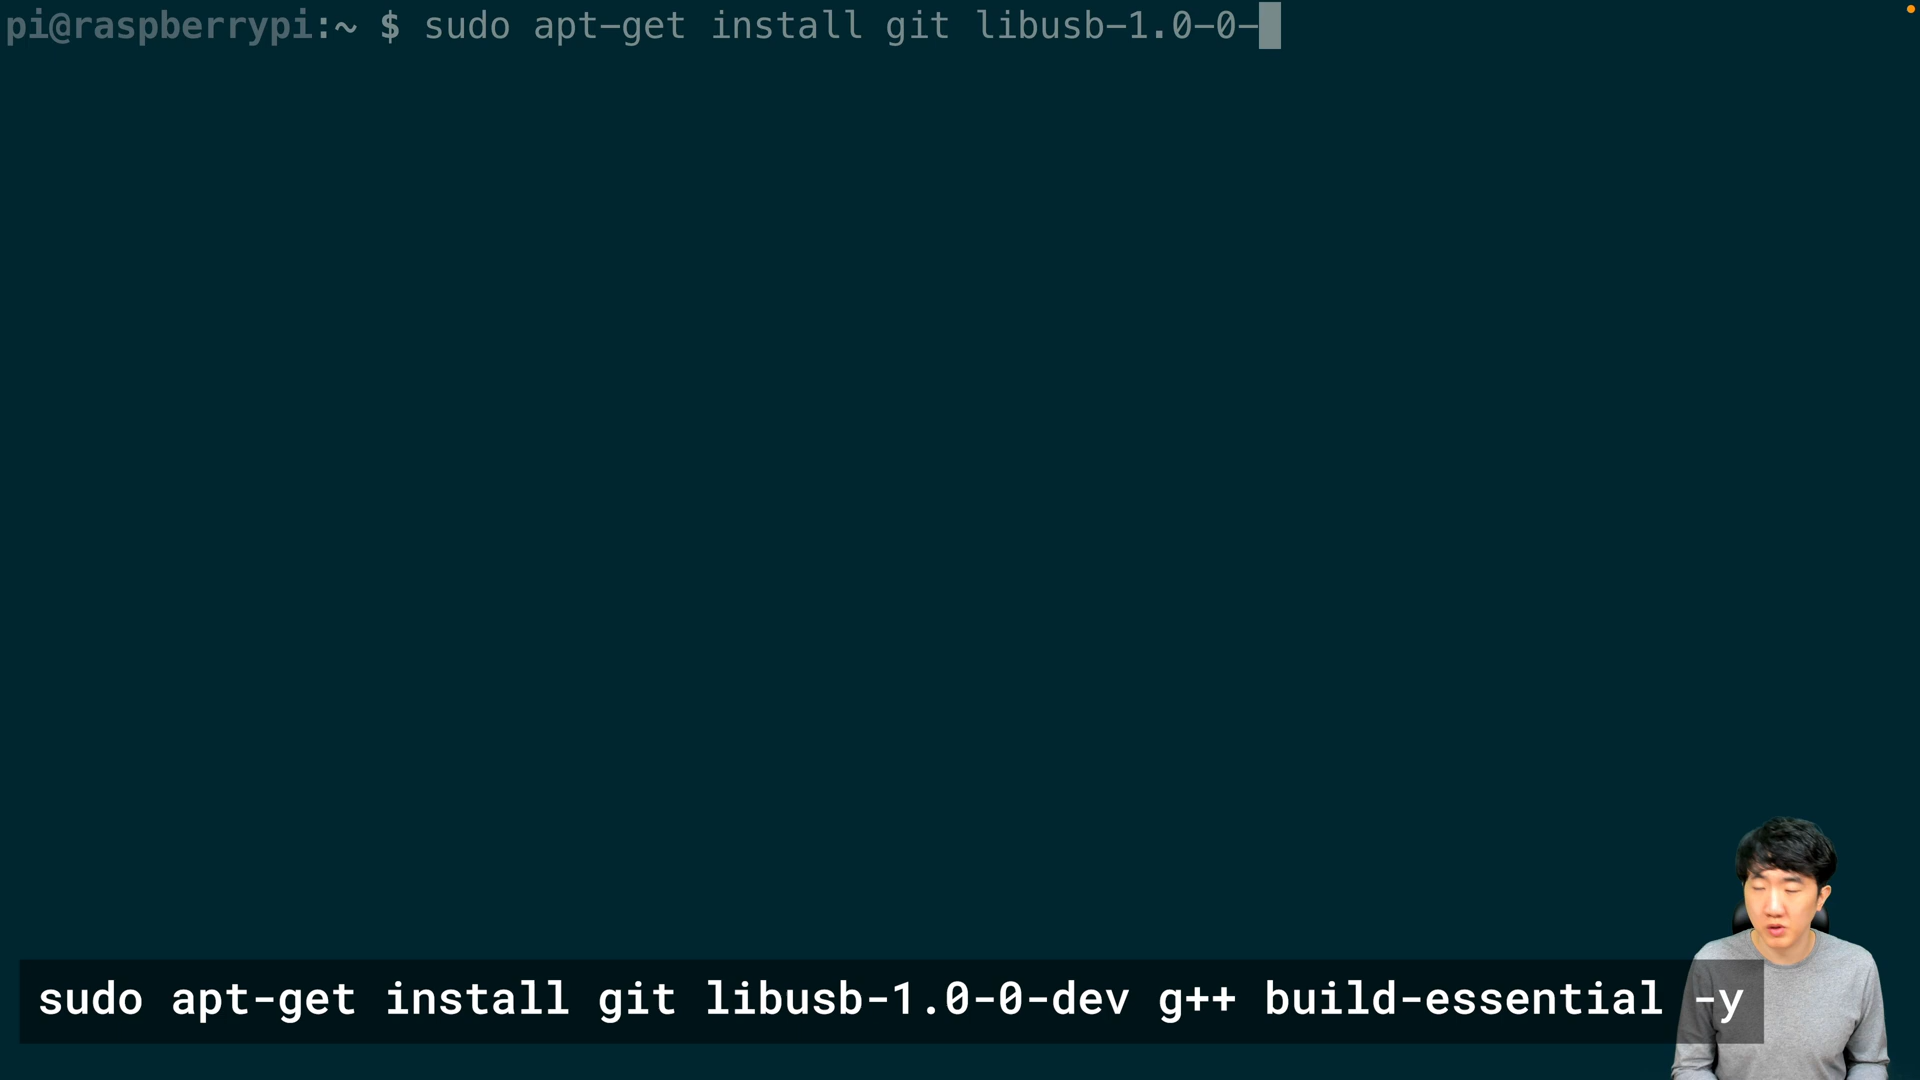 pi@raspberrypi:~ $ sudo apt-get install git libusb-1.0-0-
sudo apt-get install git libusb-1.0-0-dev g++ build-essential -y